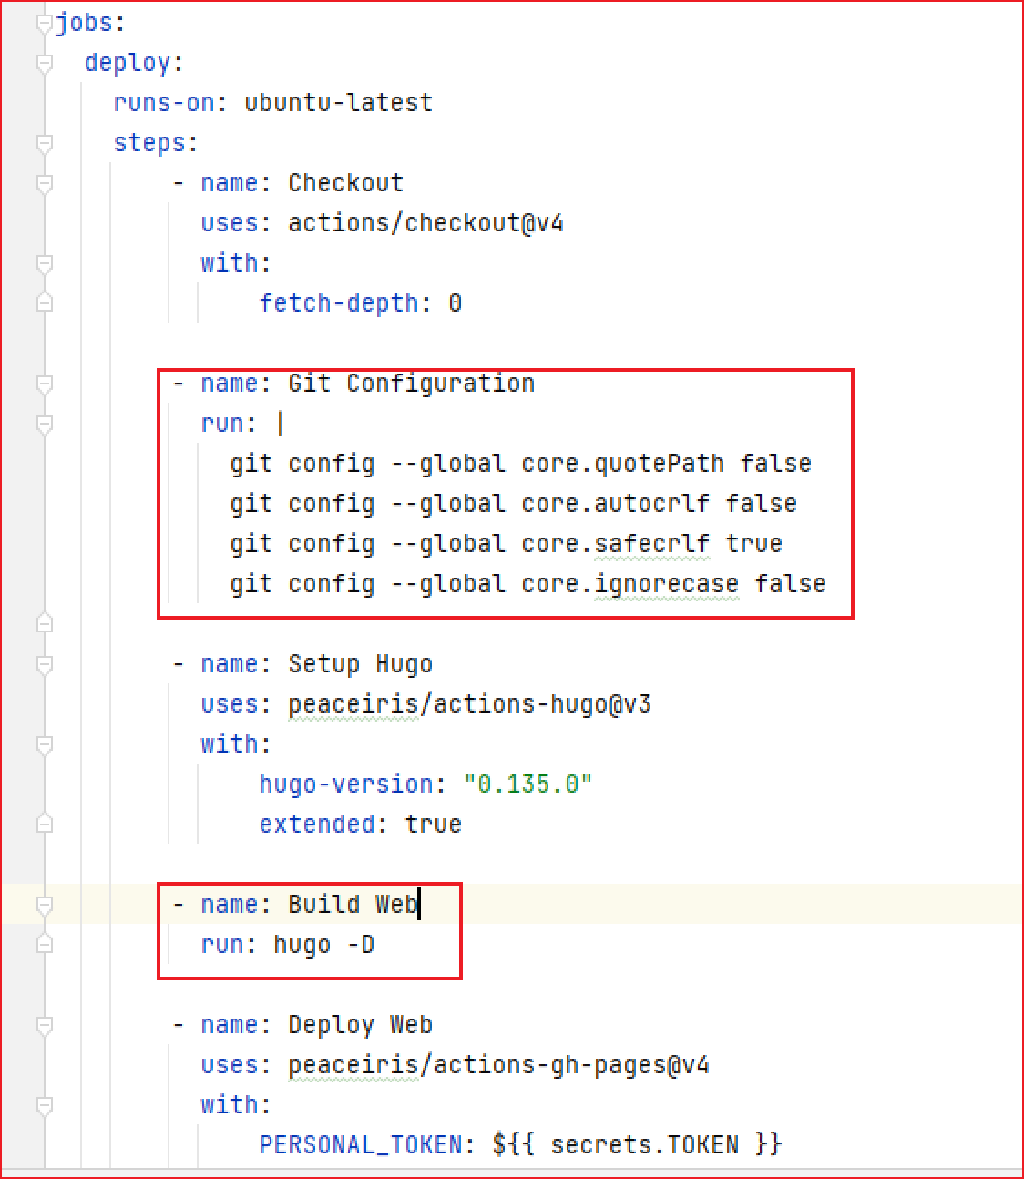 jobs:
deploy:
runs-on: ubuntu-latest
steps:
- name: Checkout
uses: actions/checkout@v4
with:
fetch-depth: 0
- name: Git Configuration
run: |
git config --global core.quotePath false
git config --global core.autocrlf false
git config --global core.safecrlf true
git config --global core.ignorecase false
- name: Setup Hugo
uses: peaceiris/actions-hugo@v3
with:
hugo-version: "0.135.0"
extended: true
- name: Build Web
run: hugo -D
- name: Deploy Web
uses: peaceiris/actions-gh-pages@v4
with:
PERSONAL_TOKEN: ${{ secrets.TOKEN }}